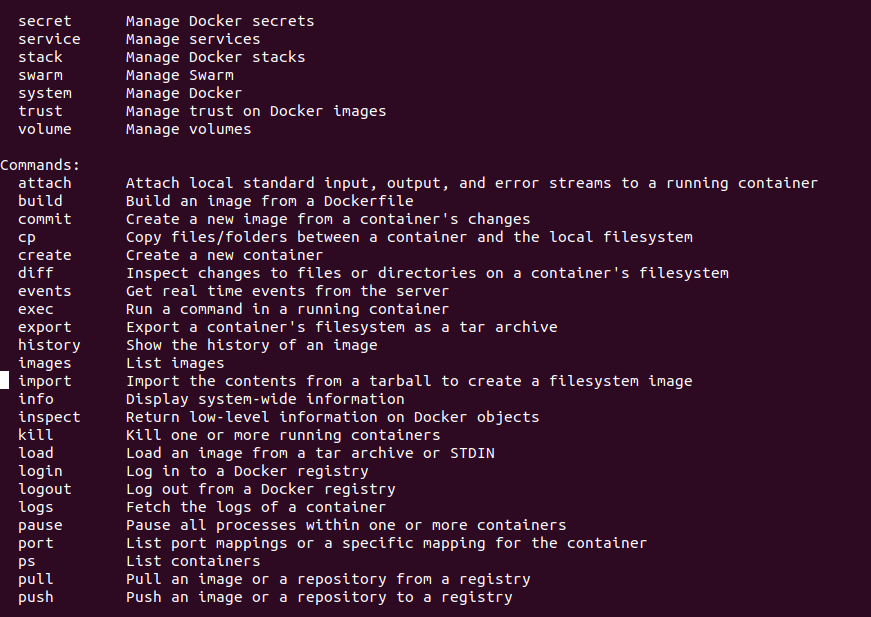 secret      Manage Docker secrets
service     Manage services
stack       Manage Docker stacks
swarm       Manage Swarm
system      Manage Docker
trust       Manage trust on Docker images
volume      Manage volumes
Commands:
attach      Attach local standard input, output, and error streams to a running container
build       Build an image from a Dockerfile
commit      Create a new image from a container's changes
cp          Copy files/folders between a container and the local filesystem
create      Create a new container
diff        Inspect changes to files or directories on a container's filesystem
events      Get real time events from the server
exec        Run a command in a running container
export      Export a container's filesystem as a tar archive
history     Show the history of an image
images      List images
import      Import the contents from a tarball to create a filesystem image
info        Display system-wide information
inspect     Return low-level information on Docker objects
kill        Kill one or more running containers
load        Load an image from a tar archive or STDIN
login       Log in to a Docker registry
logout      Log out from a Docker registry
logs        Fetch the logs of a container
pause       Pause all processes within one or more containers
port        List port mappings or a specific mapping for the container
ps          List containers
pull        Pull an image or a repository from a registry
push        Push an image or a repository to a registry